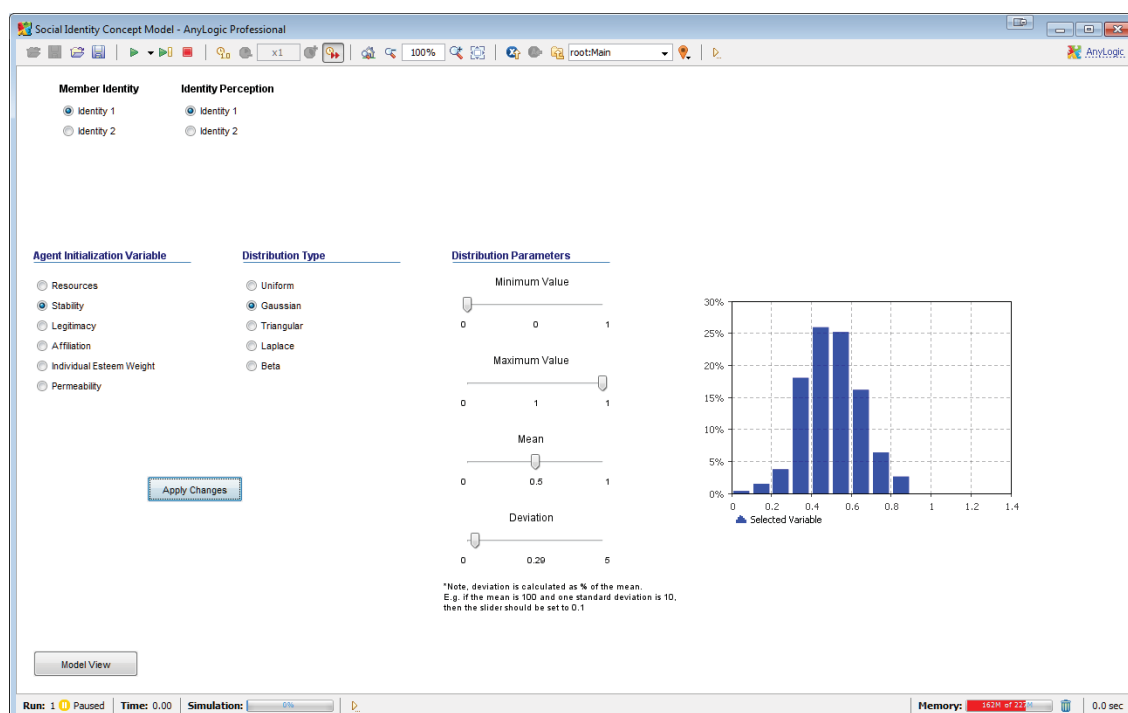 Social Identity Concept Model - AnyLogic Professional
x1
100%
root:Main
AnyLogic
Member Identity
Identity 1
Identity 2
Identity Perception
Identity 1
Identity 2
Agent Initialization Variable
Resources
Stability
Legitimacy
Affiliation
Individual Esteem Weight
Permeability
Distribution Type
Uniform
Gaussian
Triangular
Laplace
Beta
Distribution Parameters
Minimum Value
0 0 1
Maximum Value
0 1 1
Mean
0 0.5 1
Deviation
0 0.29 5
*Note, deviation is calculated as % of the mean.
E.g. if the mean is 100 and one standard deviation is 10,
then the slider should be set to 0.1
30%
25%
20%
15%
10%
5%
0%
0 0.2 0.4 0.6 0.8 1 1.2 1.4
Selected Variable
Apply Changes
Model View
Run: 1 Paused Time: 0.00 Simulation: 0% Memory: 162M of 227M 0.0 sec